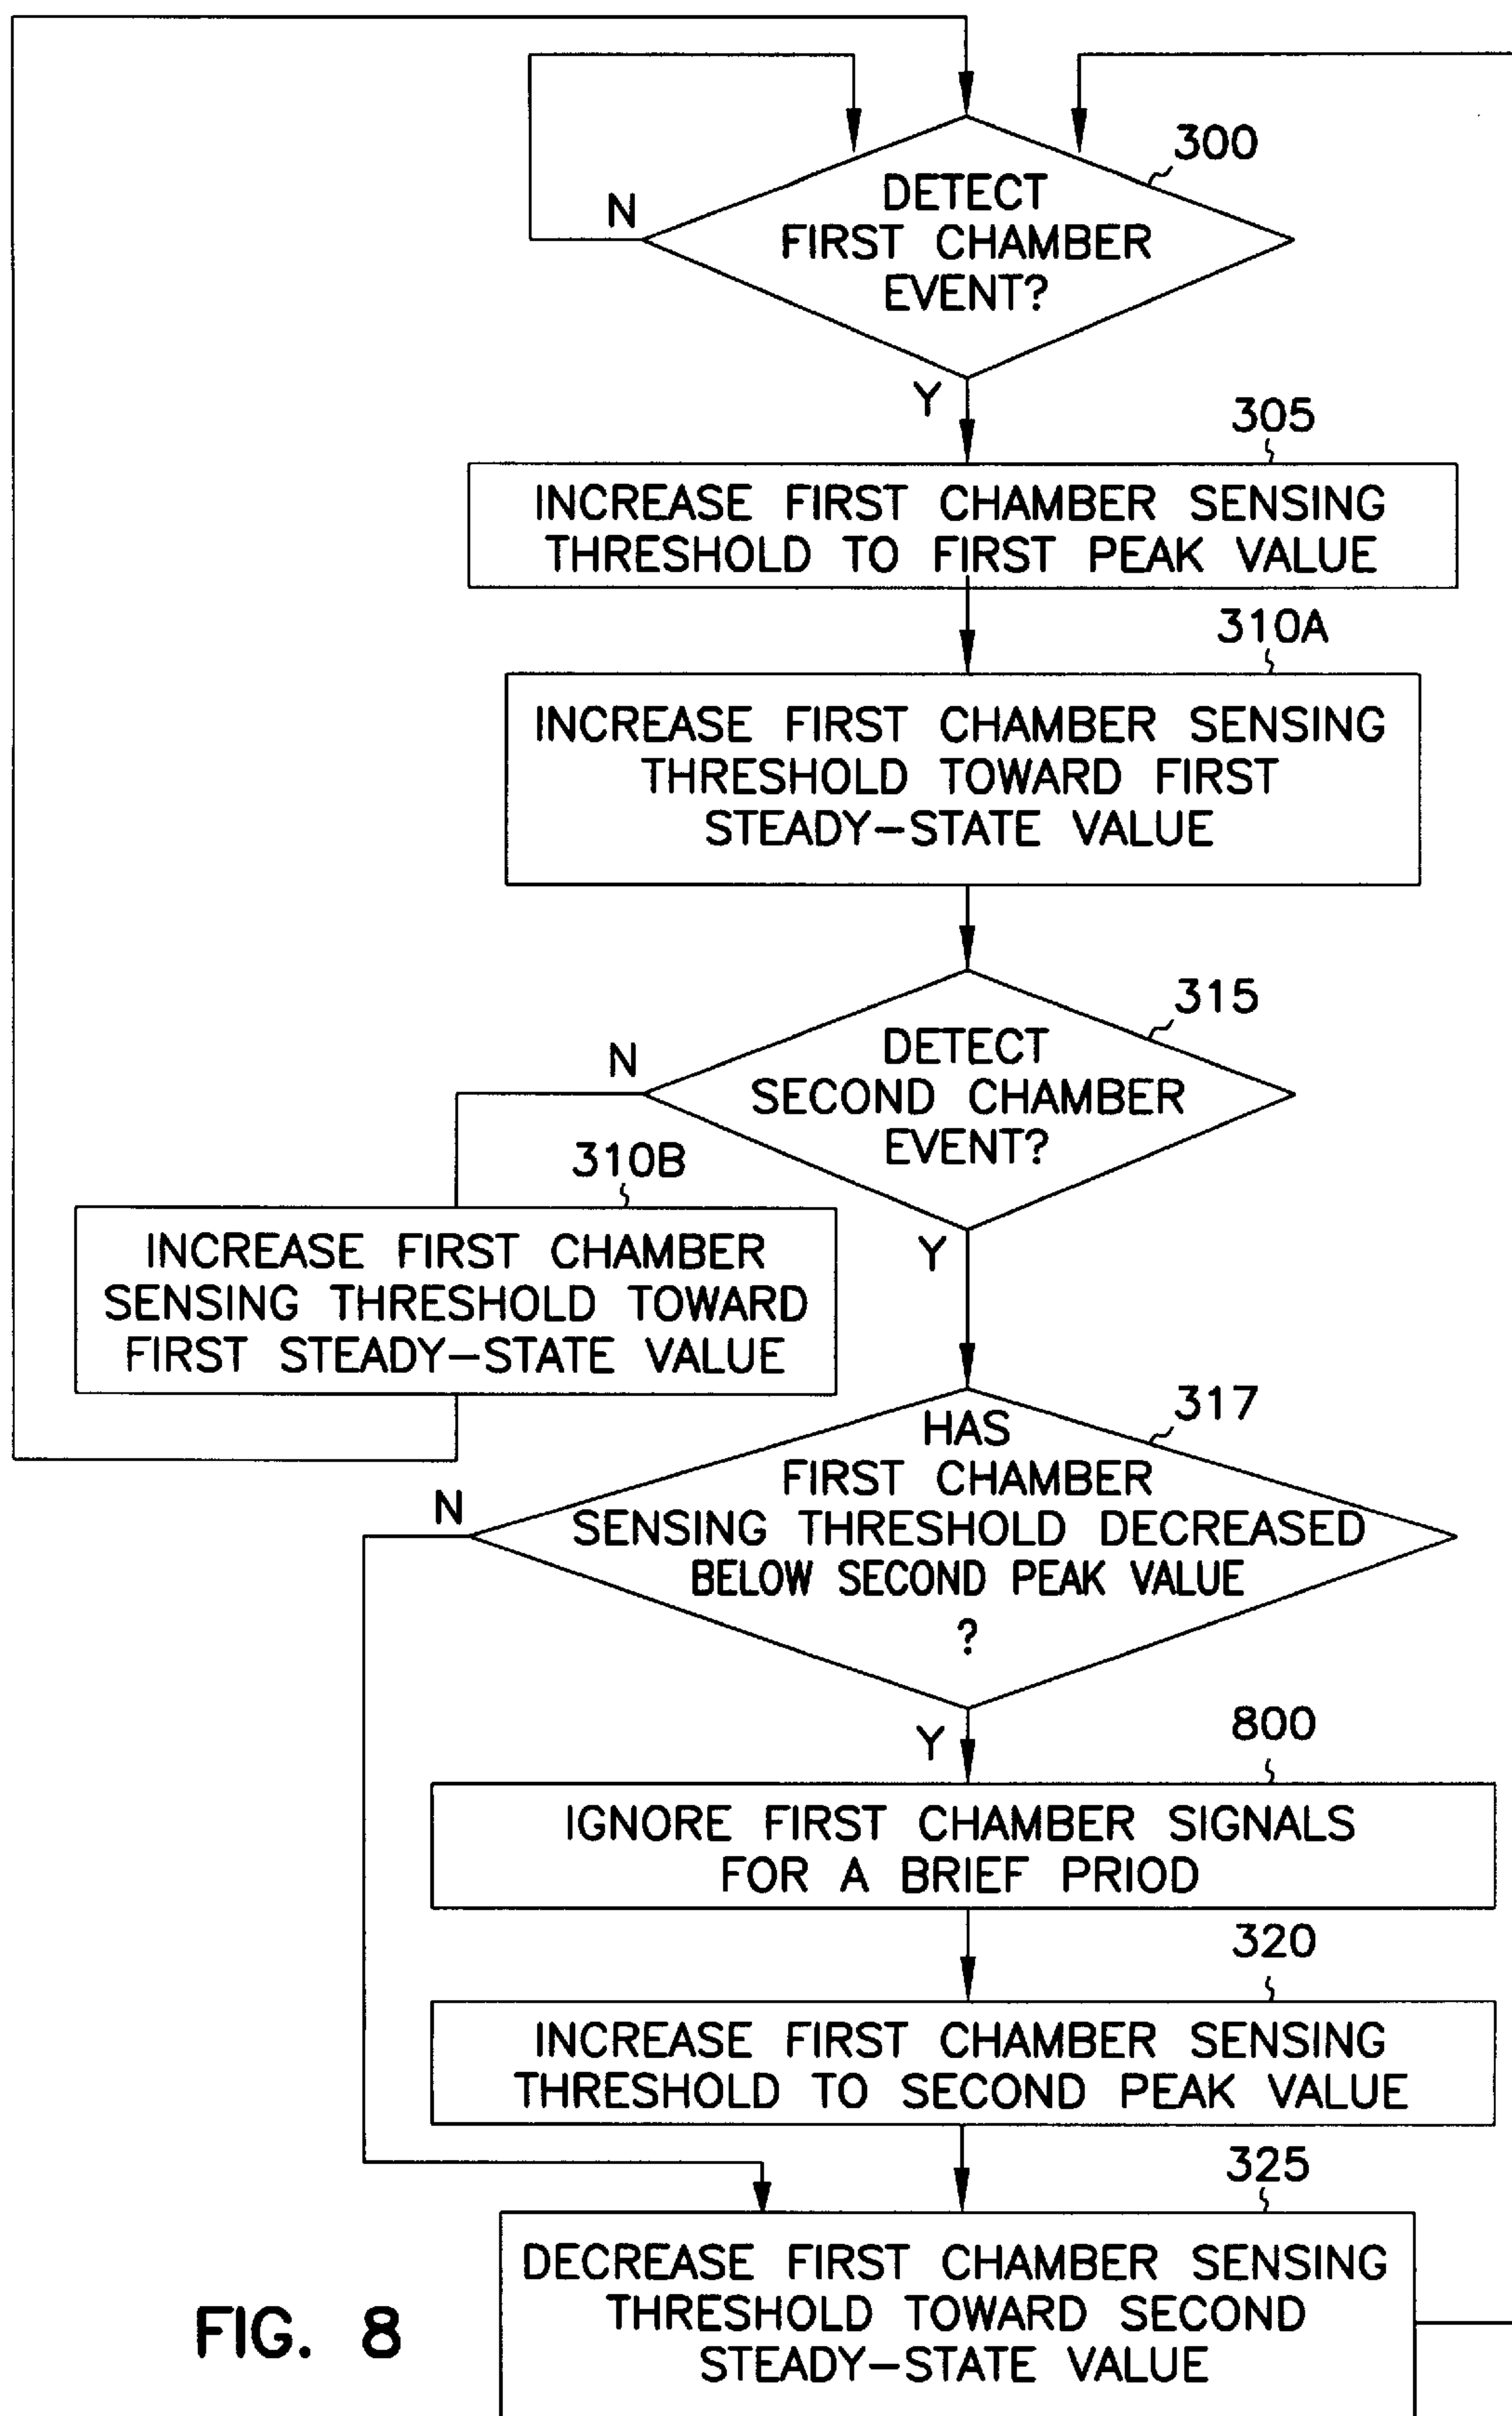 300
DETECT
FIRST CHAMBER
EVENT?
N
Y
305
INCREASE FIRST CHAMBER SENSING
THRESHOLD TO FIRST PEAK VALUE
310A
INCREASE FIRST CHAMBER SENSING
THRESHOLD TOWARD FIRST
STEADY-STATE VALUE
315
DETECT
SECOND CHAMBER
EVENT?
N
Y
310B
INCREASE FIRST CHAMBER
SENSING THRESHOLD TOWARD
FIRST STEADY-STATE VALUE
317
HAS
FIRST CHAMBER
SENSING THRESHOLD DECREASED
BELOW SECOND PEAK VALUE
?
N
Y
800
IGNORE FIRST CHAMBER SIGNALS
FOR A BRIEF PRIOD
320
INCREASE FIRST CHAMBER SENSING
THRESHOLD TO SECOND PEAK VALUE
325
DECREASE FIRST CHAMBER SENSING
THRESHOLD TOWARD SECOND
STEADY-STATE VALUE
FIG. 8